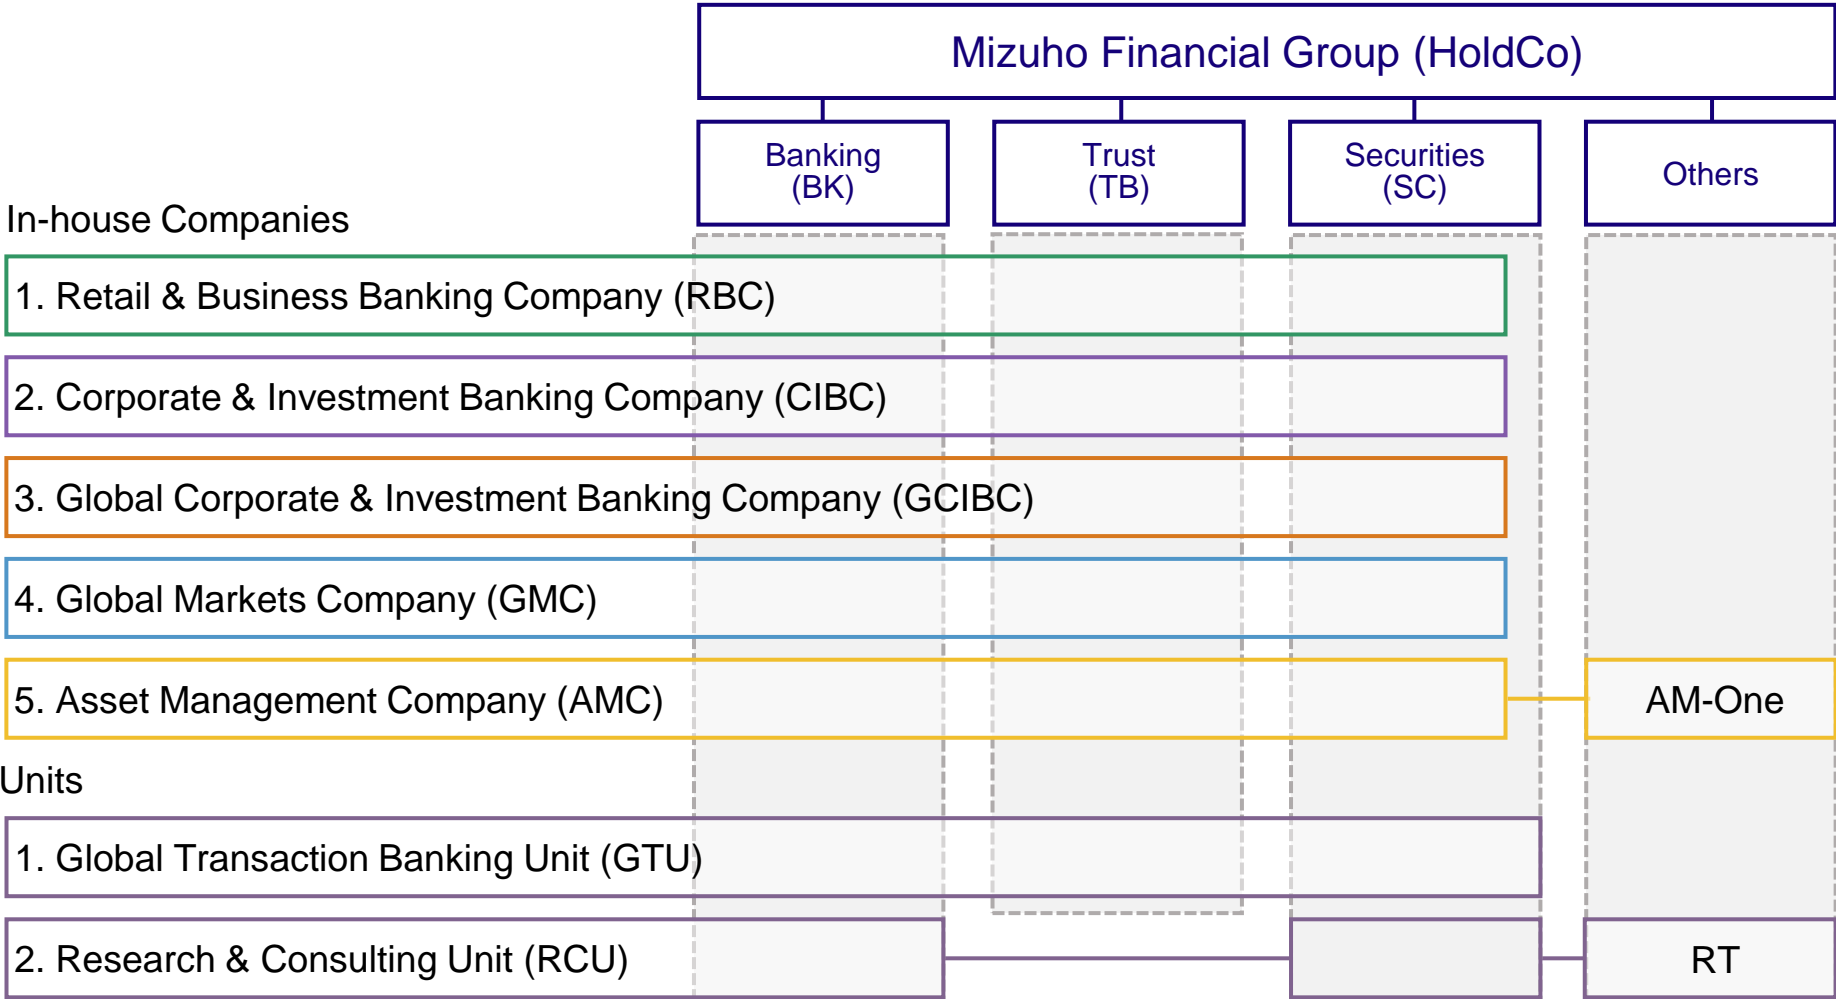 Mizuho Financial Group (HoldCo)
Banking
(BK)
Trust
(TB)
Securities
(SC)
Others
In-house Companies
1. Retail & Business Banking Company (RBC)
2. Corporate & Investment Banking Company (CIBC)
3. Global Corporate & Investment Banking Company (GCIBC)
4. Global Markets Company (GMC)
5. Asset Management Company (AMC)
AM-One
Units
1. Global Transaction Banking Unit (GTU)
2. Research & Consulting Unit (RCU)
RT